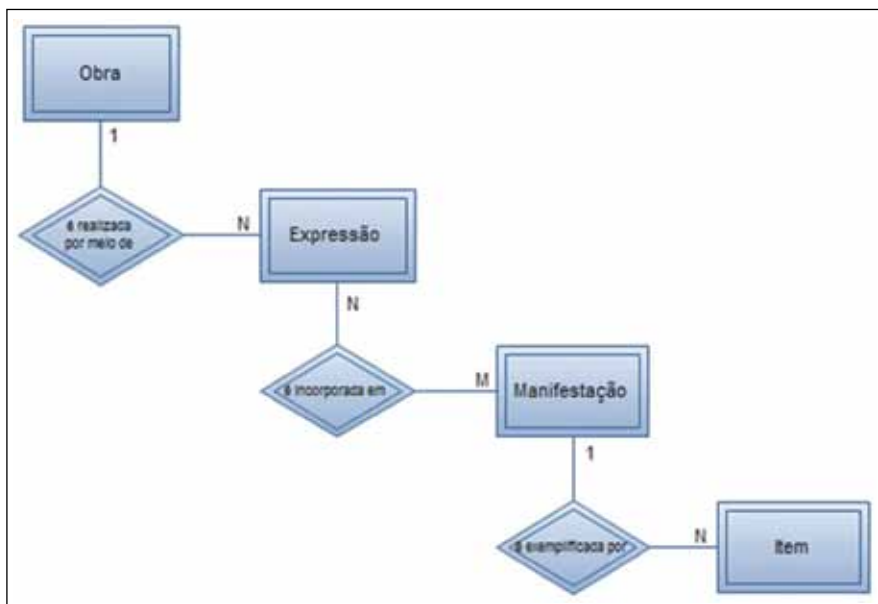 Obra
1
é realizada
por meio de
N
Expressão
N
é incorporada em
M
Manifestação
1
é exemplificada por
N
Item